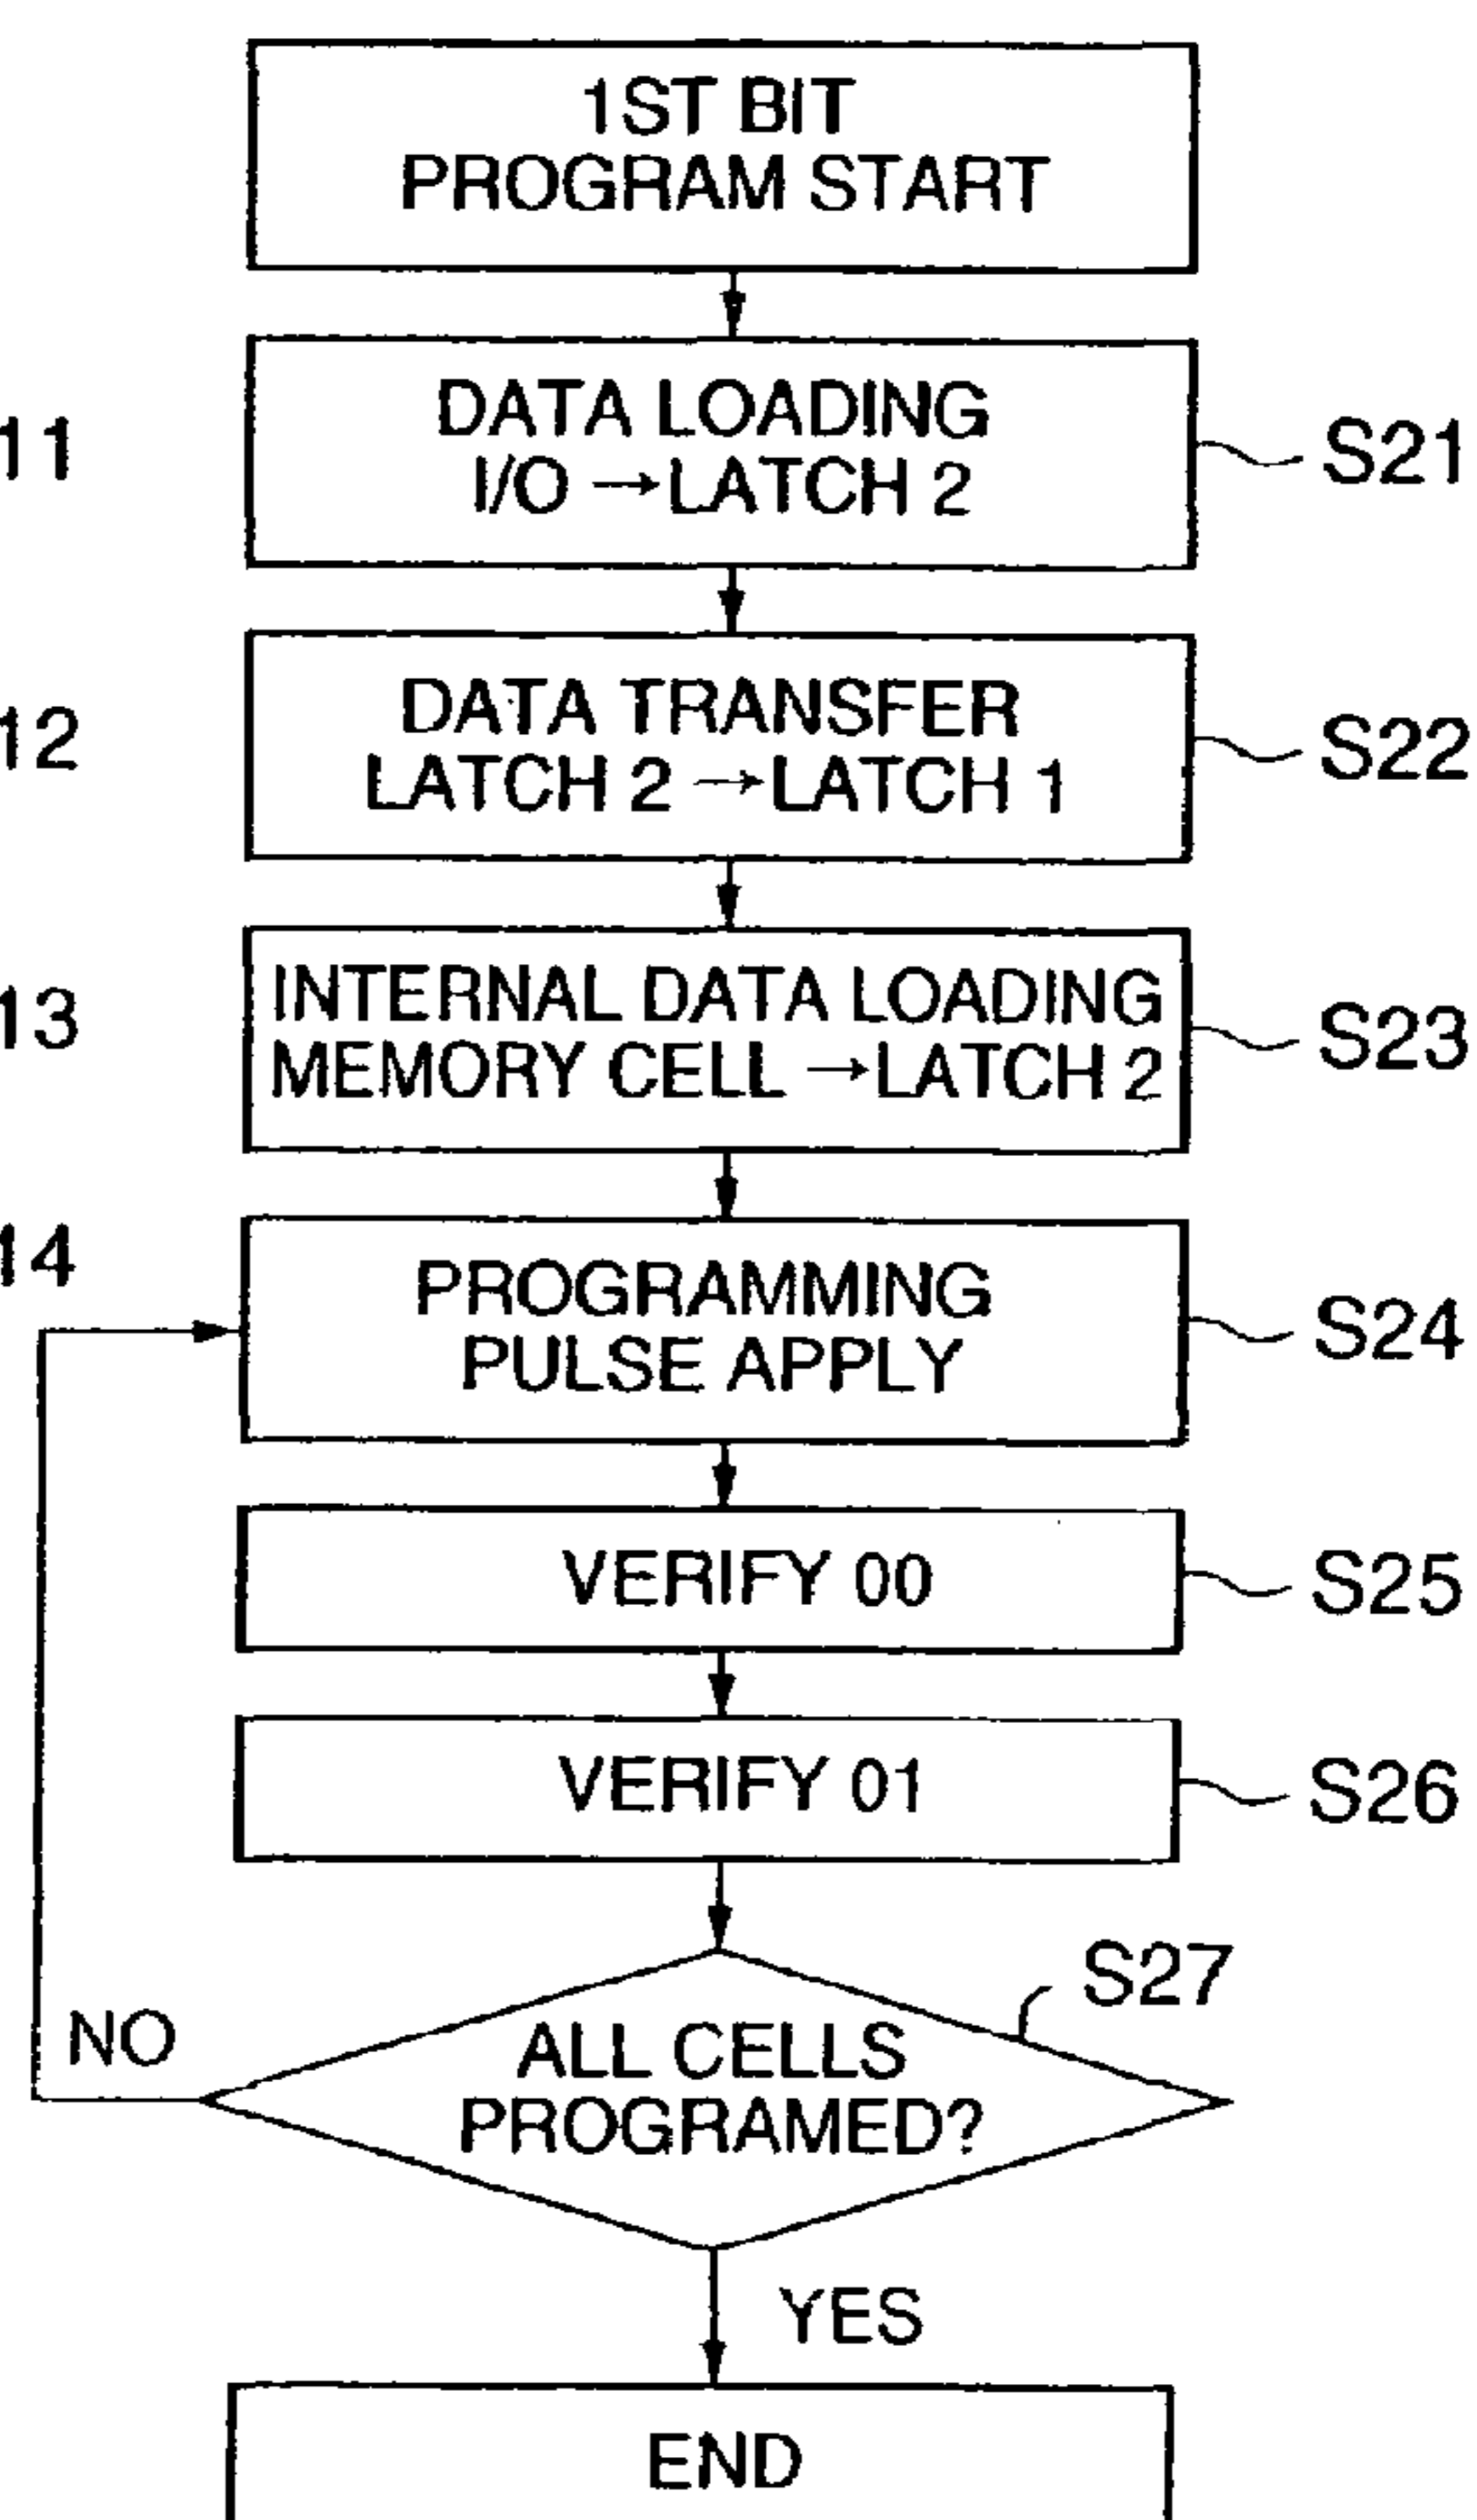 1ST BIT
PROGRAM START
DATA LOADING
I/O →LATCH 2
11
S21
DATA TRANSFER
LATCH 2 →LATCH 1
12
S22
INTERNAL DATA LOADING
MEMORY CELL →LATCH 2
13
S23
14
PROGRAMMING
PULSE APPLY
S24
VERIFY 00
S25
VERIFY 01
S26
S27
NO
ALL CELLS
PROGRAMED?
YES
END